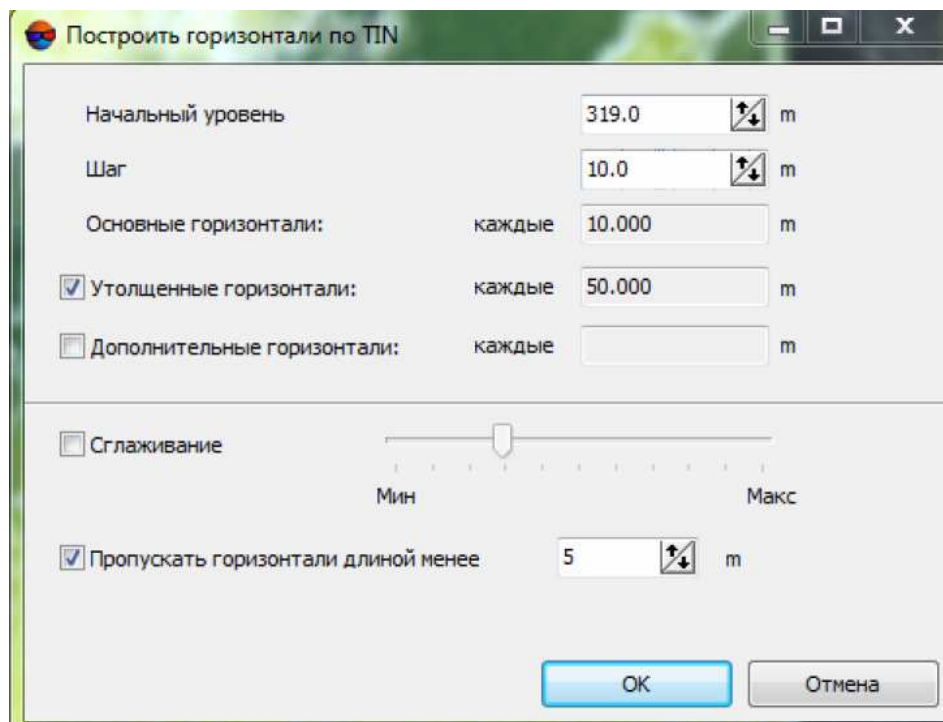 Построить горизонтали по TIN
Начальный уровень 319.0 m
Шаг 10.0 m
Основные горизонтали: каждые 10.000 m
Утолщенные горизонтали: каждые 50.000 m
Дополнительные горизонтали: каждые m
Сглаживание
Мин Макс
Пропускать горизонтали длиной менее 5 m
OK Отмена